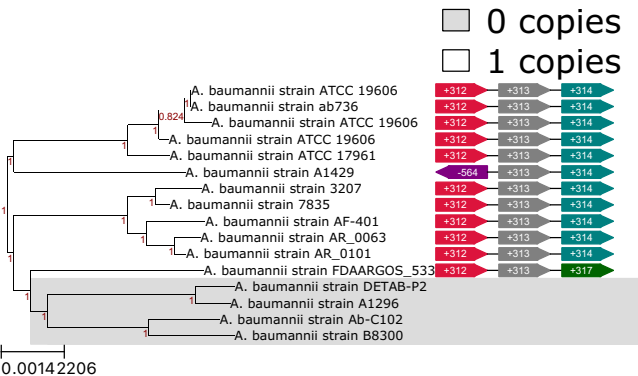 0 copies
1 copies
A. baumannii strain ATCC 19606 +312 +313 +314
1 A. baumannii strain ab736 +312 +313 +314
0.824 A. baumannii strain ATCC 19606 +312 +313 +314
1 A. baumannii strain ATCC 19606 +312 +313 +314
1 A. baumannii strain ATCC 17961 +312 +313 +314
1 A. baumannii strain A1429 -564 +313 +314
A. baumannii strain 3207 +312 +313 +314
1 1 A. baumannii strain 7835 +312 +313 +314
1 A. baumannii strain AF-401 +312 +313 +314
1 A. baumannii strain AR_0063 +312 +313 +314
1 1 A. baumannii strain AR_0101 +312 +313 +314
A. baumannii strain FDAARGOS_533 +312 +313 +317
1 A. baumannii strain DETAB-P2
1 A. baumannii strain A1296
1 A. baumannii strain Ab-C102
1 A. baumannii strain B8300
0.00142206